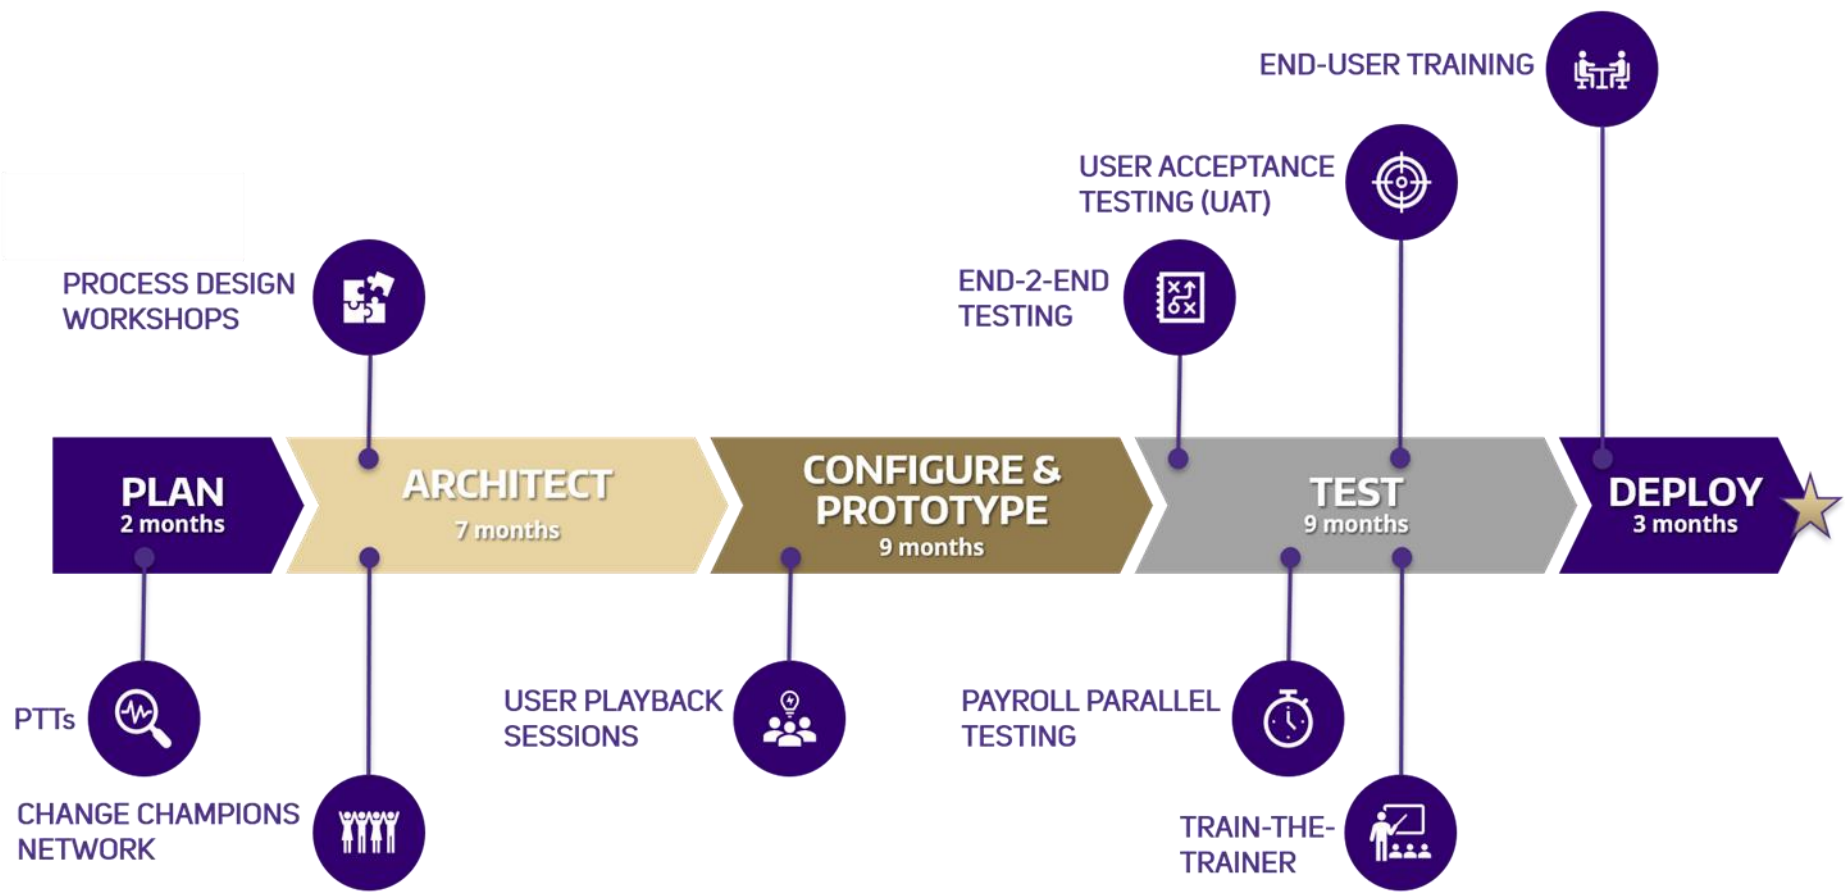 END-USER TRAINING
USER ACCEPTANCE
TESTING (UAT)
PROCESS DESIGN
WORKSHOPS
END-2-END
TESTING
PLAN
2 months
ARCHITECT
7 months
CONFIGURE &
PROTOTYPE
9 months
TEST
9 months
DEPLOY
3 months
PTTs
USER PLAYBACK
SESSIONS
PAYROLL PARALLEL
TESTING
CHANGE CHAMPIONS
NETWORK
TRAIN-THE-
TRAINER